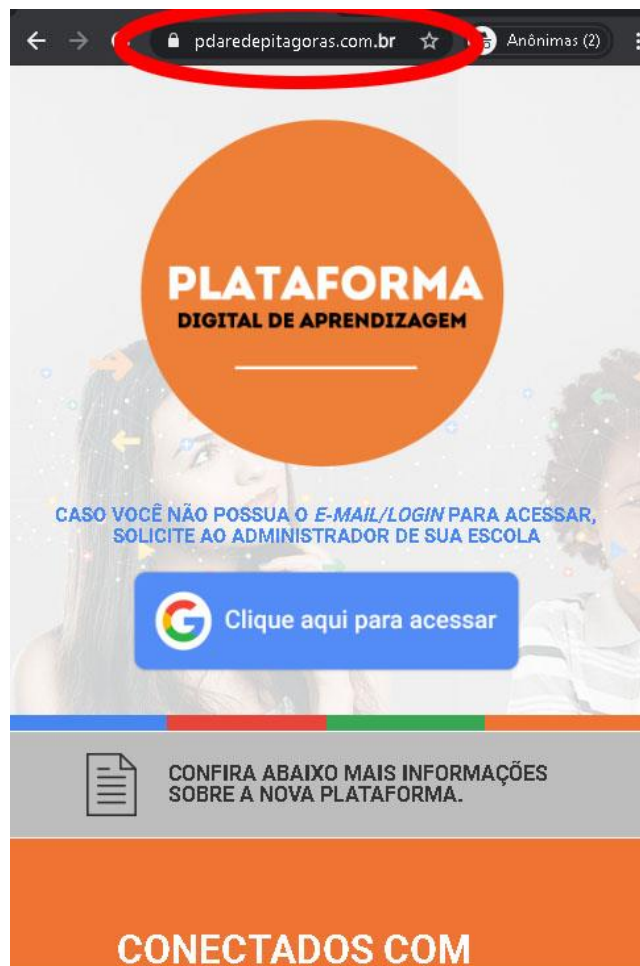 pdaredepitagoras.com.br
Anônimas (2)
PLATAFORMA
DIGITAL DE APRENDIZAGEM
CASO VOCÊ NÃO POSSUA O E-MAIL/LOGIN PARA ACESSAR,
SOLICITE AO ADMINISTRADOR DE SUA ESCOLA
Clique aqui para acessar
CONFIRA ABAIXO MAIS INFORMAÇÕES
SOBRE A NOVA PLATAFORMA.
CONECTADOS COM